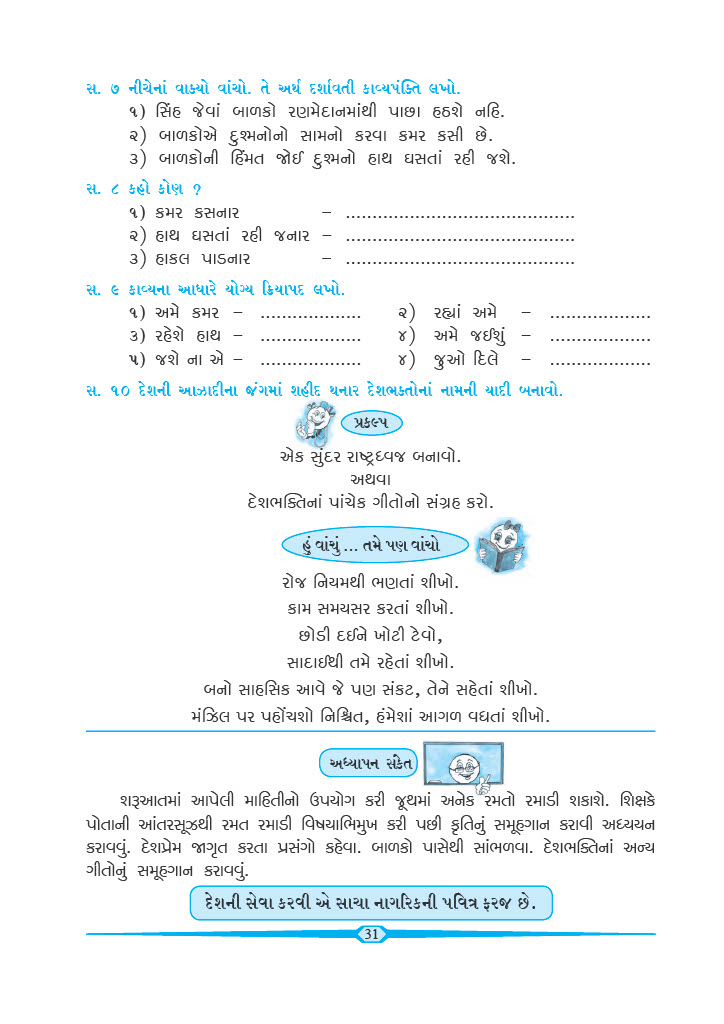 સ. ૭ નીચેનાં વાક્યો વાંચો. તે અર્થ દર્શાવતી કાવ્યપંક્તિ લખો.
૧) સિંહ જેવાં બાળકો રણમેદાનમાંથી પાછા હઠશે નહિ.
૨) બાળકોએ દુશ્મનોનો સામનો કરવા કમર કસી છે.
૩) બાળકોની હિંમત જોઈ દુશ્મનો હાથ ઘસતાં રહી જશે.
સ. ૮ કહો કોણ ?
૧) કમર કસનાર – ...........................................
૨) હાથ ઘસતાં રહી જનાર – ...........................................
૩) હાકલ પાડનાર – ...........................................
સ. ૯ કાવ્યના આધારે યોગ્ય ક્રિયાપદ લખો.
૧) અમે કમર – ................... ૨) રહ્યાં અમે – ...................
૩) રહેશે હાથ – ................... ૪) અમે જઈશું – ...................
૫) જશે ના એ – ................... ૪) જુઓ દિલે – ...................
સ. ૧૦ દેશની આઝાદીના જંગમાં શહીદ થનાર દેશભક્તોનાં નામની યાદી બનાવો.
પ્રકલ્પ
એક સુંદર રાષ્ટ્રધ્વજ બનાવો.
અથવા
દેશભક્તિનાં પાંચેક ગીતોનો સંગ્રહ કરો.
હું વાંચું ... તમે પણ વાંચો
રોજ નિયમથી ભણતાં શીખો.
કામ સમયસર કરતાં શીખો.
છોડી દઈને ખોટી ટેવો,
સાદાઈથી તમે રહેતાં શીખો.
બનો સાહસિક આવે જે પણ સંકટ, તેને સહેતાં શીખો.
મંઝિલ પર પહોંચશો નિશ્ચિત, હંમેશાં આગળ વધતાં શીખો.
અધ્યાપન સંકેત
શરૂઆતમાં આપેલી માહિતીનો ઉપયોગ કરી જૂથમાં અનેક રમતો રમાડી શકાશે. શિક્ષકે
પોતાની આંતરસૂઝથી રમત રમાડી વિષયાભિમુખ કરી પછી કૃતિનું સમૂહગાન કરાવી અધ્યયન
કરાવવું. દેશપ્રેમ જાગૃત કરતા પ્રસંગો કહેવા. બાળકો પાસેથી સાંભળવા. દેશભક્તિનાં અન્ય
ગીતોનું સમૂહગાન કરાવવું.
દેશની સેવા કરવી એ સાચા નાગરિકની પવિત્ર ફરજ છે.
31